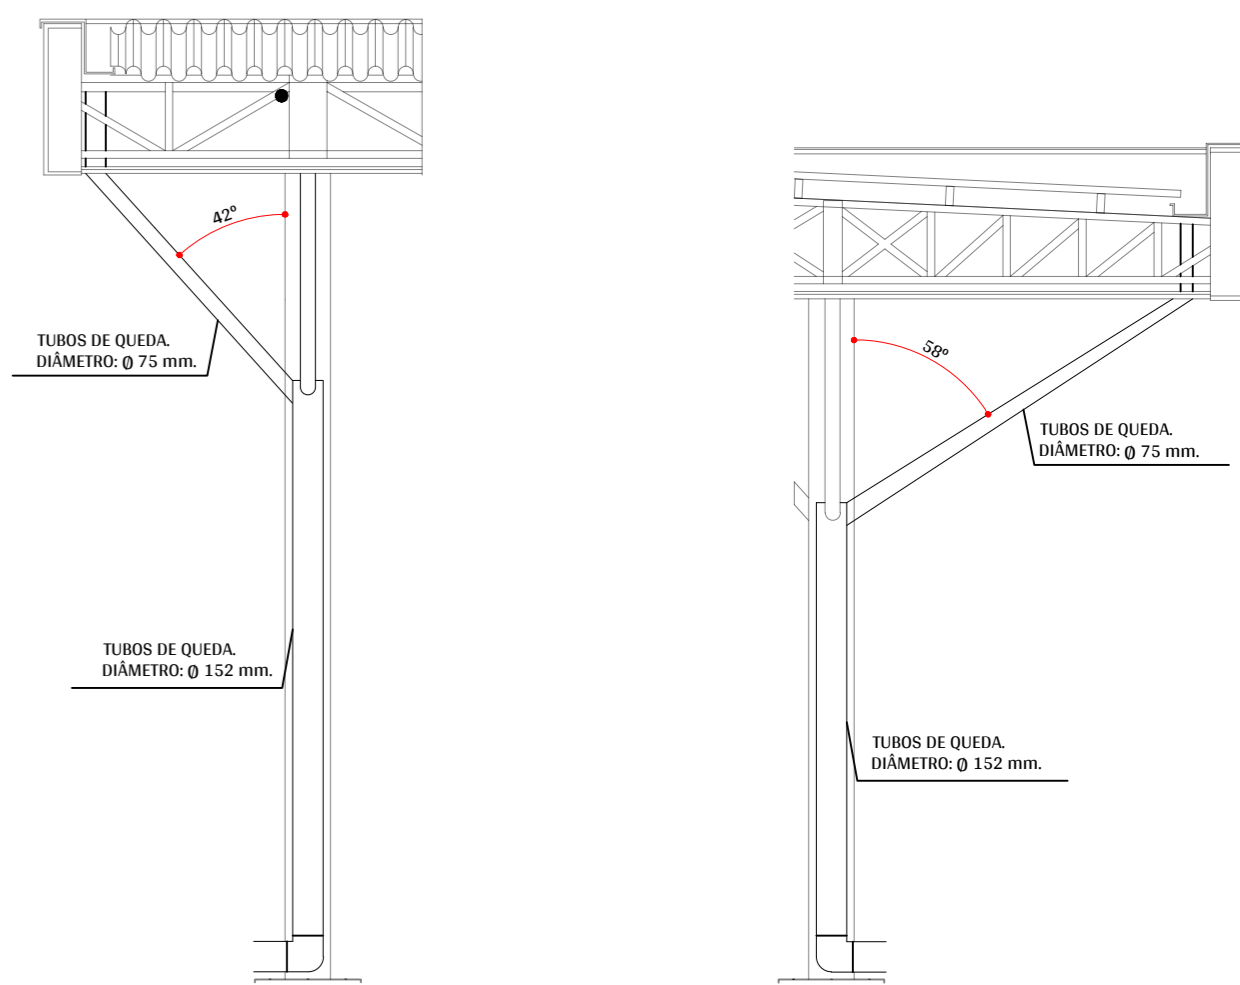 42º
TUBOS DE QUEDA.
DIÂMETRO: Ø 75 mm.
TUBOS DE QUEDA.
DIÂMETRO: Ø 152 mm.
58º
TUBOS DE QUEDA.
DIÂMETRO: Ø 75 mm.
TUBOS DE QUEDA.
DIÂMETRO: Ø 152 mm.